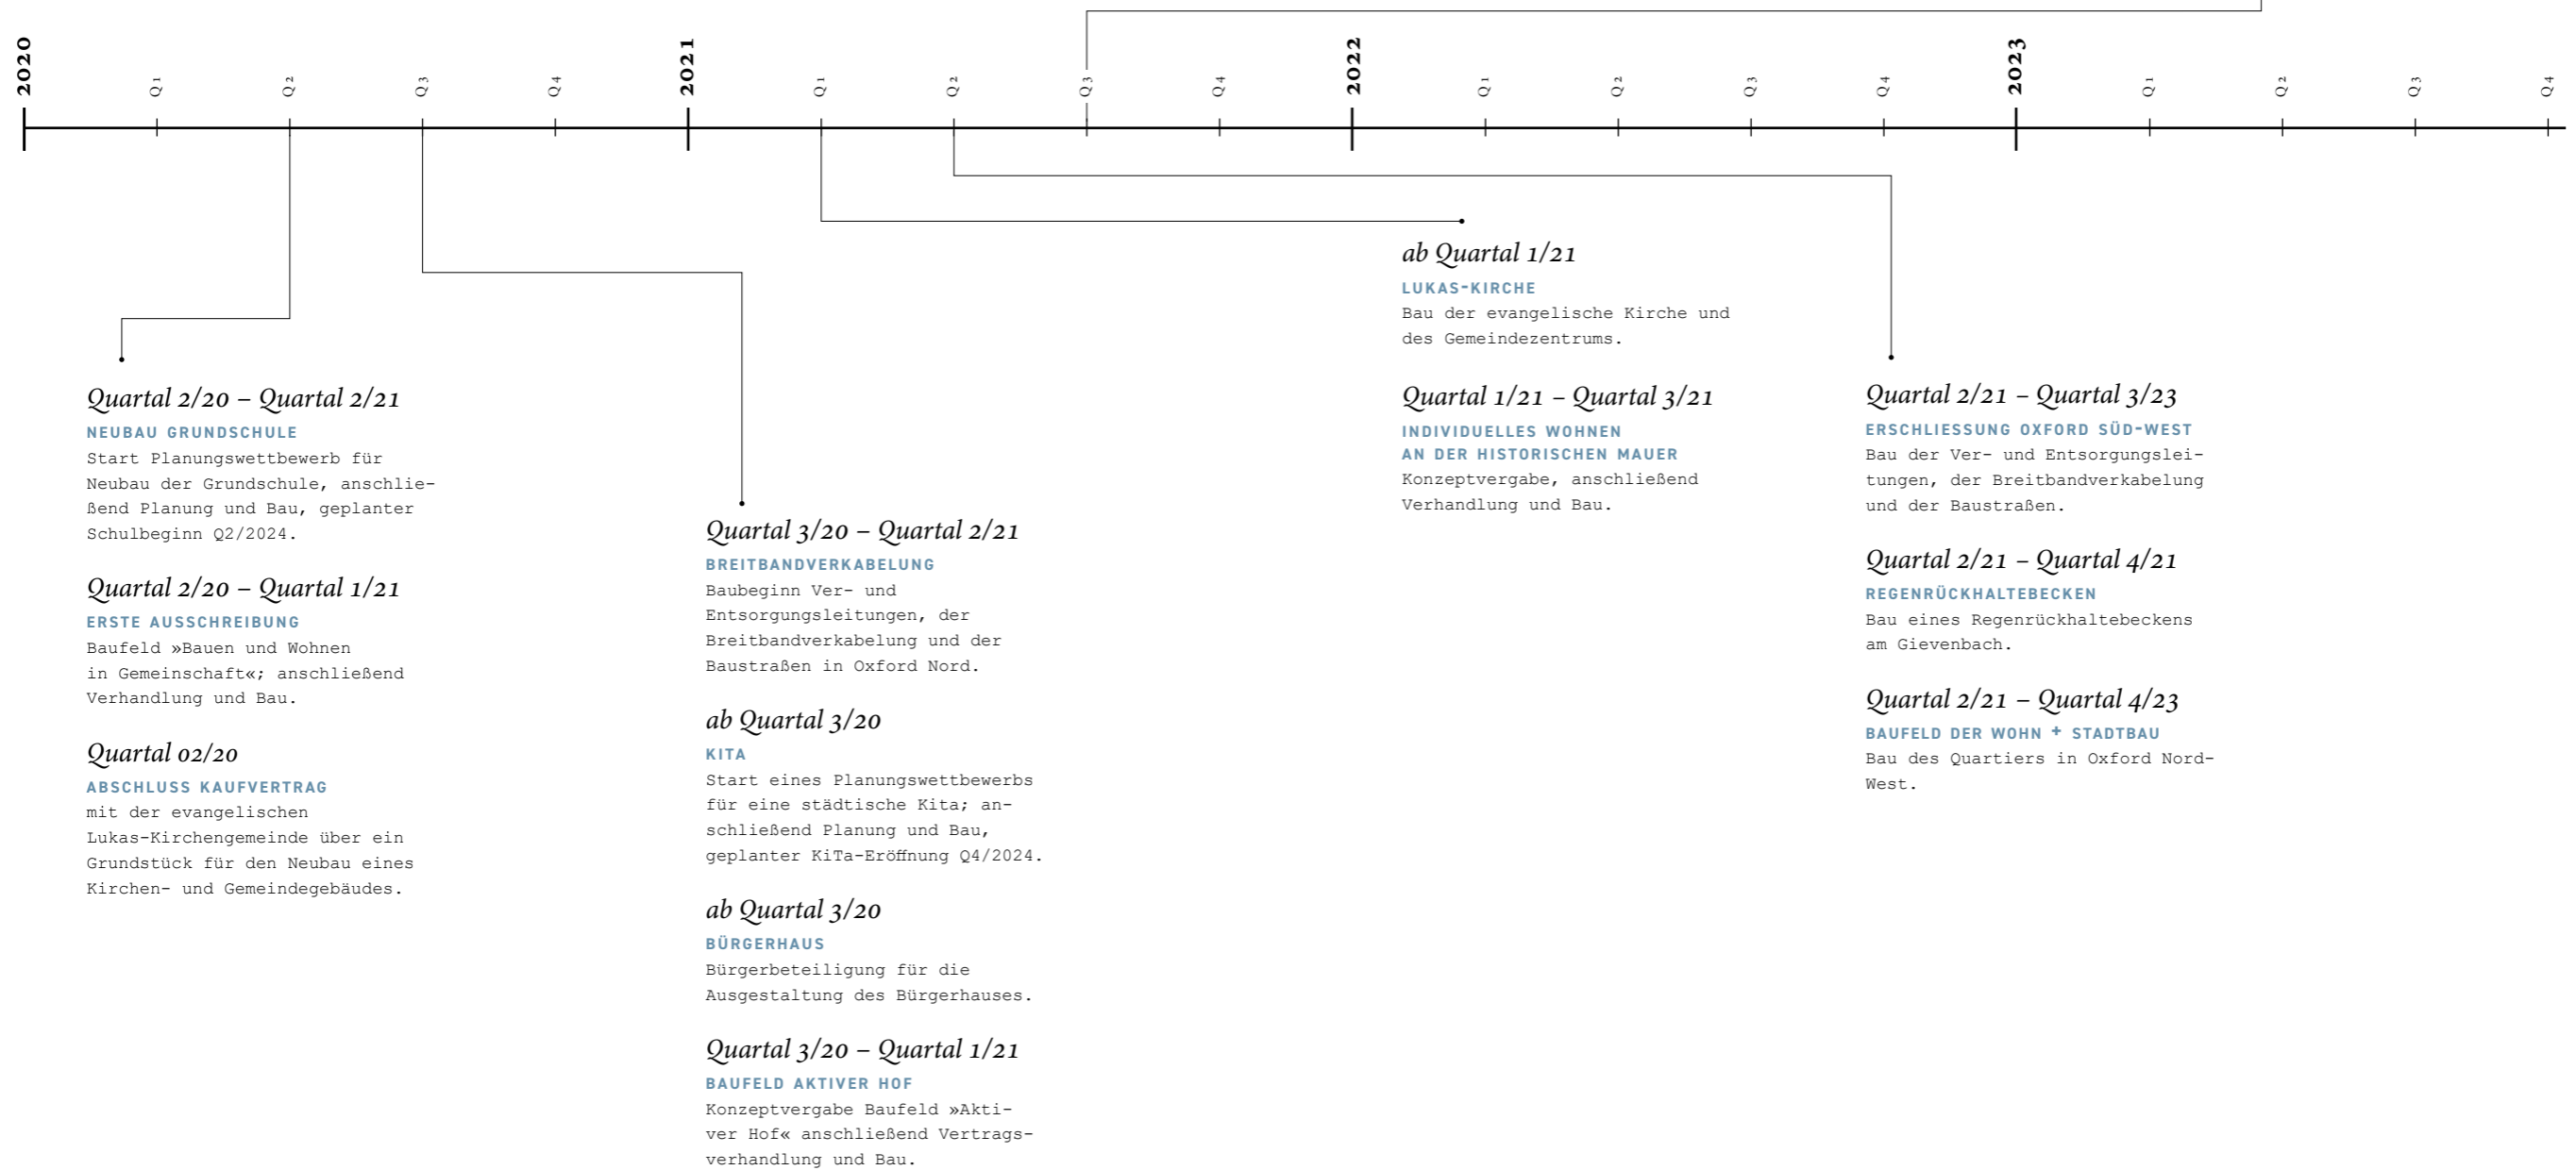 2020
Q1
Q2
Q3
Q4
2021
Q1
Q2
Q3
Q4
2022
Q1
Q2
Q3
Q4
2023
Q1
Q2
Q3
Q4
Quartal 2/20 – Quartal 2/21
NEUBAU GRUNDSCHULE
Start Planungswettbewerb für
Neubau der Grundschule, anschlie-
ßend Planung und Bau, geplanter
Schulbeginn Q2/2024.
Quartal 2/20 – Quartal 1/21
ERSTE AUSSCHREIBUNG
Baufeld »Bauen und Wohnen
in Gemeinschaft«; anschließend
Verhandlung und Bau.
Quartal 02/20
ABSCHLUSS KAUFVERTRAG
mit der evangelischen
Lukas-Kirchengemeinde über ein
Grundstück für den Neubau eines
Kirchen- und Gemeindegebäudes.
Quartal 3/20 – Quartal 2/21
BREITBANDVERKABELUNG
Baubeginn Ver- und
Entsorgungsleitungen, der
Breitbandverkabelung und der
Baustraßen in Oxford Nord.
ab Quartal 3/20
KITA
Start eines Planungswettbewerbs
für eine städtische Kita; an-
schließend Planung und Bau,
geplanter KiTa-Eröffnung Q4/2024.
ab Quartal 3/20
BÜRGERHAUS
Bürgerbeteiligung für die
Ausgestaltung des Bürgerhauses.
Quartal 3/20 – Quartal 1/21
BAUFELD AKTIVER HOF
Konzeptvergabe Baufeld »Akti-
ver Hof« anschließend Vertrags-
verhandlung und Bau.
ab Quartal 1/21
LUKAS-KIRCHE
Bau der evangelische Kirche und
des Gemeindezentrums.
Quartal 1/21 – Quartal 3/21
INDIVIDUELLES WOHNEN
AN DER HISTORISCHEN MAUER
Konzeptvergabe, anschließend
Verhandlung und Bau.
Quartal 2/21 – Quartal 3/23
ERSCHLIESSUNG OXFORD SÜD-WEST
Bau der Ver- und Entsorgungslei-
tungen, der Breitbandverkabelung
und der Baustraßen.
Quartal 2/21 – Quartal 4/21
REGENRÜCKHALTEBECKEN
Bau eines Regenrückhaltebeckens
am Gievenbach.
Quartal 2/21 – Quartal 4/23
BAUFELD DER WOHN + STADTBAU
Bau des Quartiers in Oxford Nord-
West.